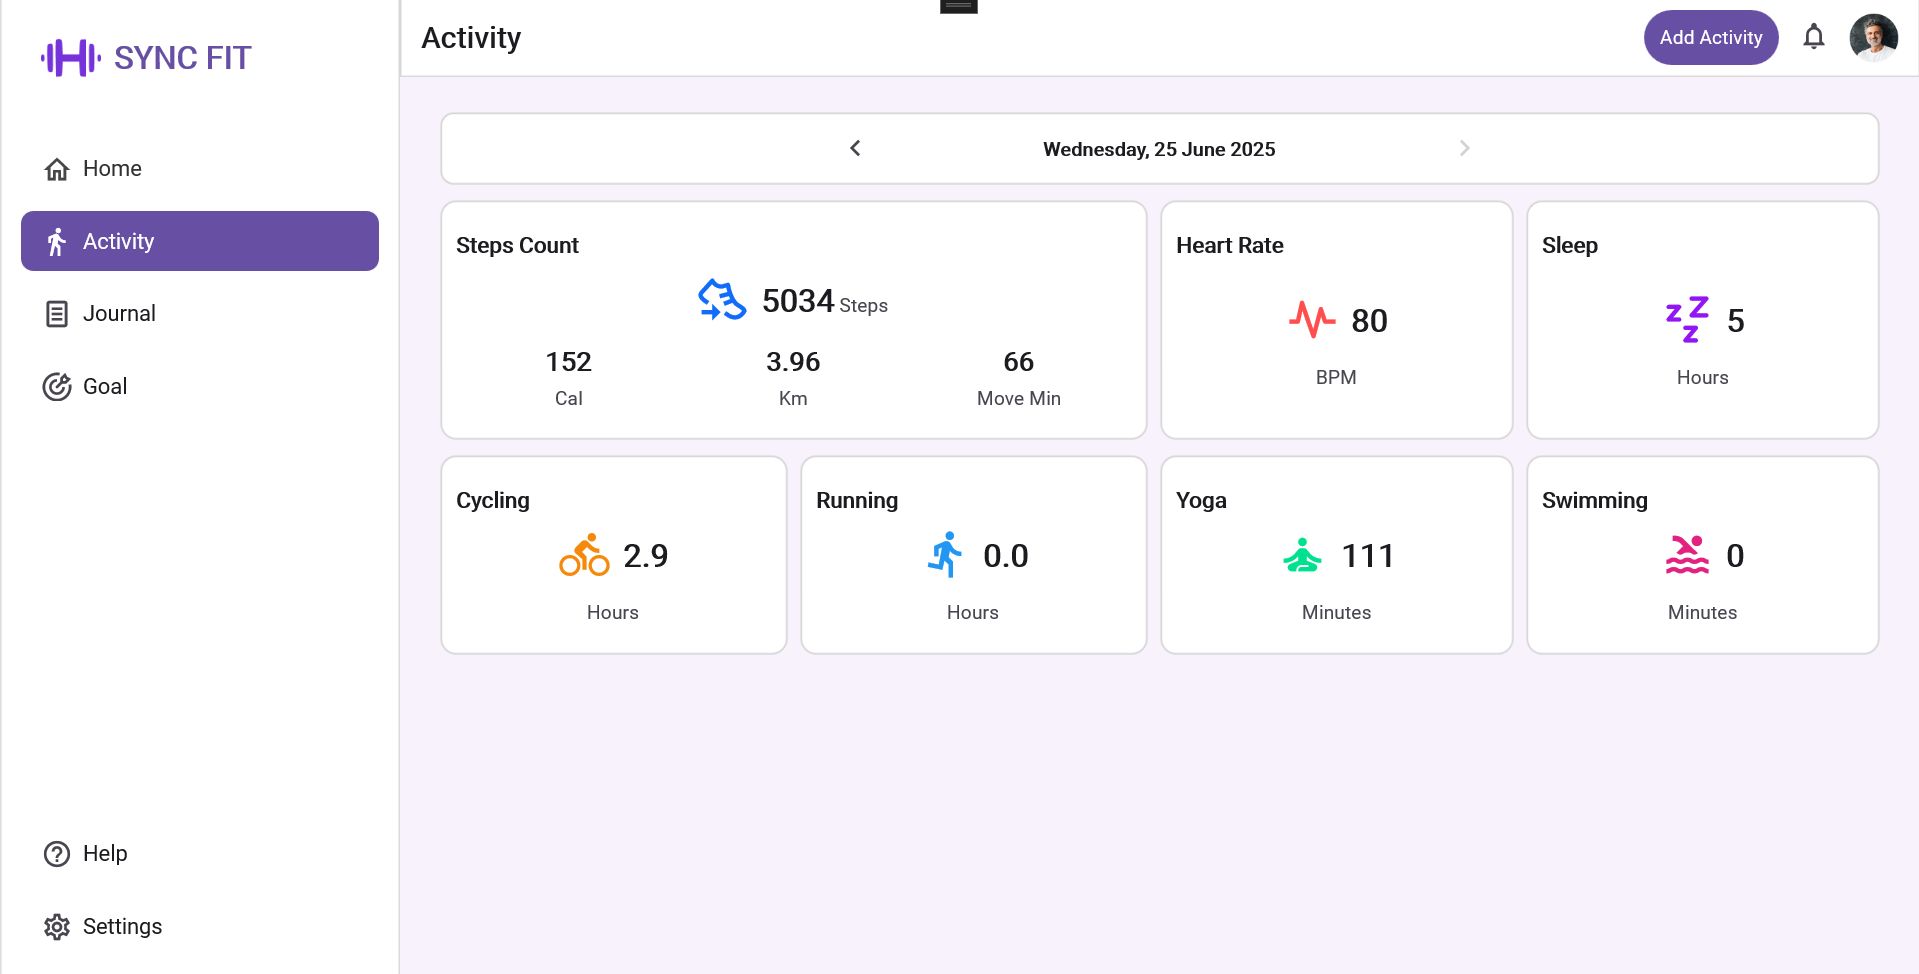 SYNC FIT
Home
Activity
Journal
Goal
Help
Settings
Activity
Add Activity
Wednesday, 25 June 2025
Steps Count
5034 Steps
152
Cal
3.96
Km
66
Move Min
Heart Rate
80
BPM
Sleep
5
Hours
Cycling
2.9
Hours
Running
0.0
Hours
Yoga
111
Minutes
Swimming
0
Minutes